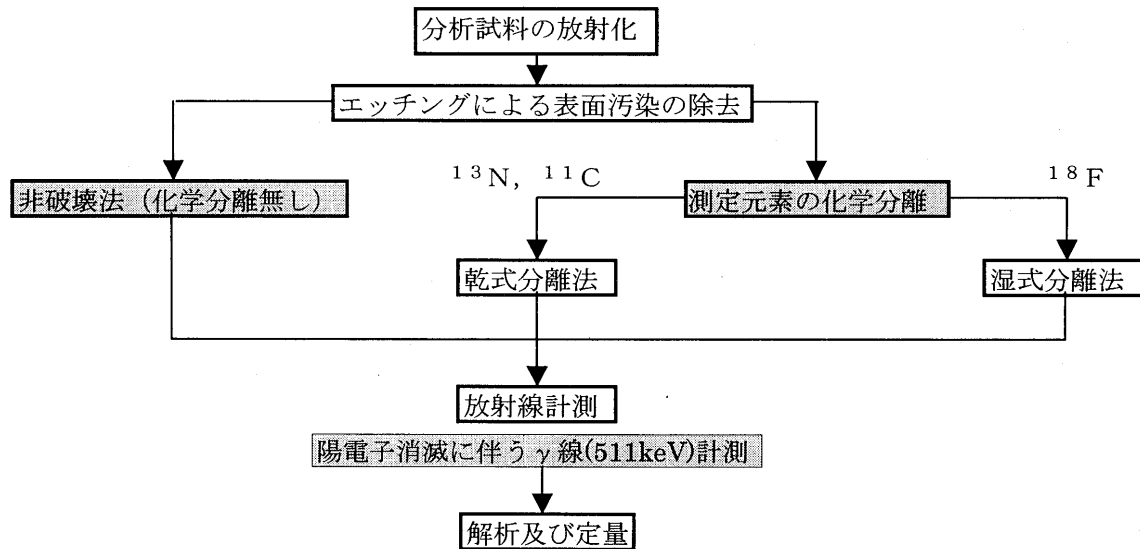 分析試料の放射化
エッチングによる表面汚染の除去
¹³N, ¹¹C
¹⁸F
非破壊法（化学分離無し）
測定元素の化学分離
乾式分離法
湿式分離法
放射線計測
陽電子消滅に伴うγ線(511keV)計測
解析及び定量